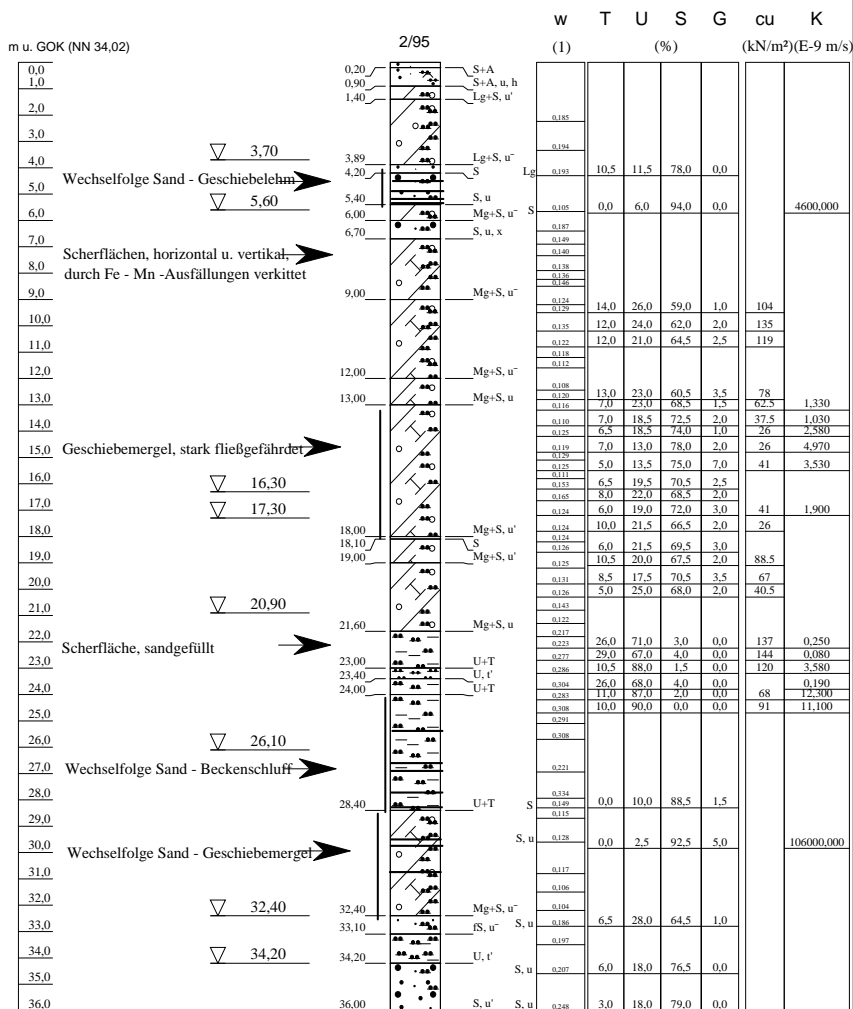 w T U S G cu K
m u. GOK (NN 34,02) 2/95 (1) (%) (kN/m²)(E-9 m/s)
0,0 0,20 S+A
1,0 0,90 S+A, u, h
1,40 Lg+S, u'
2,0 0,185
3,0 0,194
3,70
4,0 3,89 Lg+S, u⁻
4,20 S Lg 0,193 10,5 11,5 78,0 0,0
Wechselfolge Sand - Geschiebelehm
5,0 5,40 S, u
5,60 S 0,105 0,0 6,0 94,0 0,0 4600,000
6,0 6,00 Mg+S, u⁻ 0,187
6,70 S, u, x 0,149
7,0 0,140
Scherflächen, horizontal u. vertikal,
8,0 0,138
durch Fe - Mn -Ausfällungen verkittet 0,136
0,146
9,0 9,00 Mg+S, u⁻ 0,124
0,129 14,0 26,0 59,0 1,0 104
10,0 0,135 12,0 24,0 62,0 2,0 135
11,0 0,122 12,0 21,0 64,5 2,5 119
0,118
0,112
12,0 12,00 Mg+S, u⁻ 0,108
0,120 13,0 23,0 60,5 3,5 78
13,0 13,00 Mg+S, u 0,116 7,0 23,0 68,5 1,5 62.5 1,330
0,110 7,0 18,5 72,5 2,0 37.5 1,030
14,0 0,125 6,5 18,5 74,0 1,0 26 2,580
Geschiebemergel, stark fließgefährdet 0,119 7,0 13,0 78,0 2,0 26 4,970
15,0 0,129
0,125 5,0 13,5 75,0 7,0 41 3,530
16,0 0,111
16,30 0,153 6,5 19,5 70,5 2,5
0,165 8,0 22,0 68,5 2,0
17,0 17,30 0,124 6,0 19,0 72,0 3,0 41 1,900
18,0 18,00 Mg+S, u' 0,124 10,0 21,5 66,5 2,0 26
0,124
18,10 S 0,126 6,0 21,5 69,5 3,0
19,0 19,00 Mg+S, u' 0,125 10,5 20,0 67,5 2,0 88.5
0,131 8,5 17,5 70,5 3,5 67
20,0 0,126 5,0 25,0 68,0 2,0 40.5
20,90 0,143
21,0 0,122
21,60 Mg+S, u 0,217
22,0 0,223 26,0 71,0 3,0 0,0 137 0,250
Scherfläche, sandgefüllt 0,277 29,0 67,0 4,0 0,0 144 0,080
23,0 23,00 U+T 0,286 10,5 88,0 1,5 0,0 120 3,580
23,40 U, t' 0,304 26,0 68,0 4,0 0,0 0,190
24,0 24,00 U+T 0,283 11,0 87,0 2,0 0,0 68 12,300
0,308 10,0 90,0 0,0 0,0 91 11,100
25,0 0,291
26,0 26,10 0,308
Wechselfolge Sand - Beckenschluff
27,0 0,221
28,0 0,334
28,40 U+T S 0,149 0,0 10,0 88,5 1,5
29,0 0,115
30,0 S, u 0,128 0,0 2,5 92,5 5,0 106000,000
Wechselfolge Sand - Geschiebemergel
31,0 0,117
0,106
32,0 32,40 32,40 Mg+S, u⁻ 0,104
33,0 33,10 fS, u⁻ S, u 0,186 6,5 28,0 64,5 1,0
0,197
34,0 34,20 34,20 U, t'
35,0 S, u 0,207 6,0 18,0 76,5 0,0
36,0 36,00 S, u' S, u 0,248 3,0 18,0 79,0 0,0